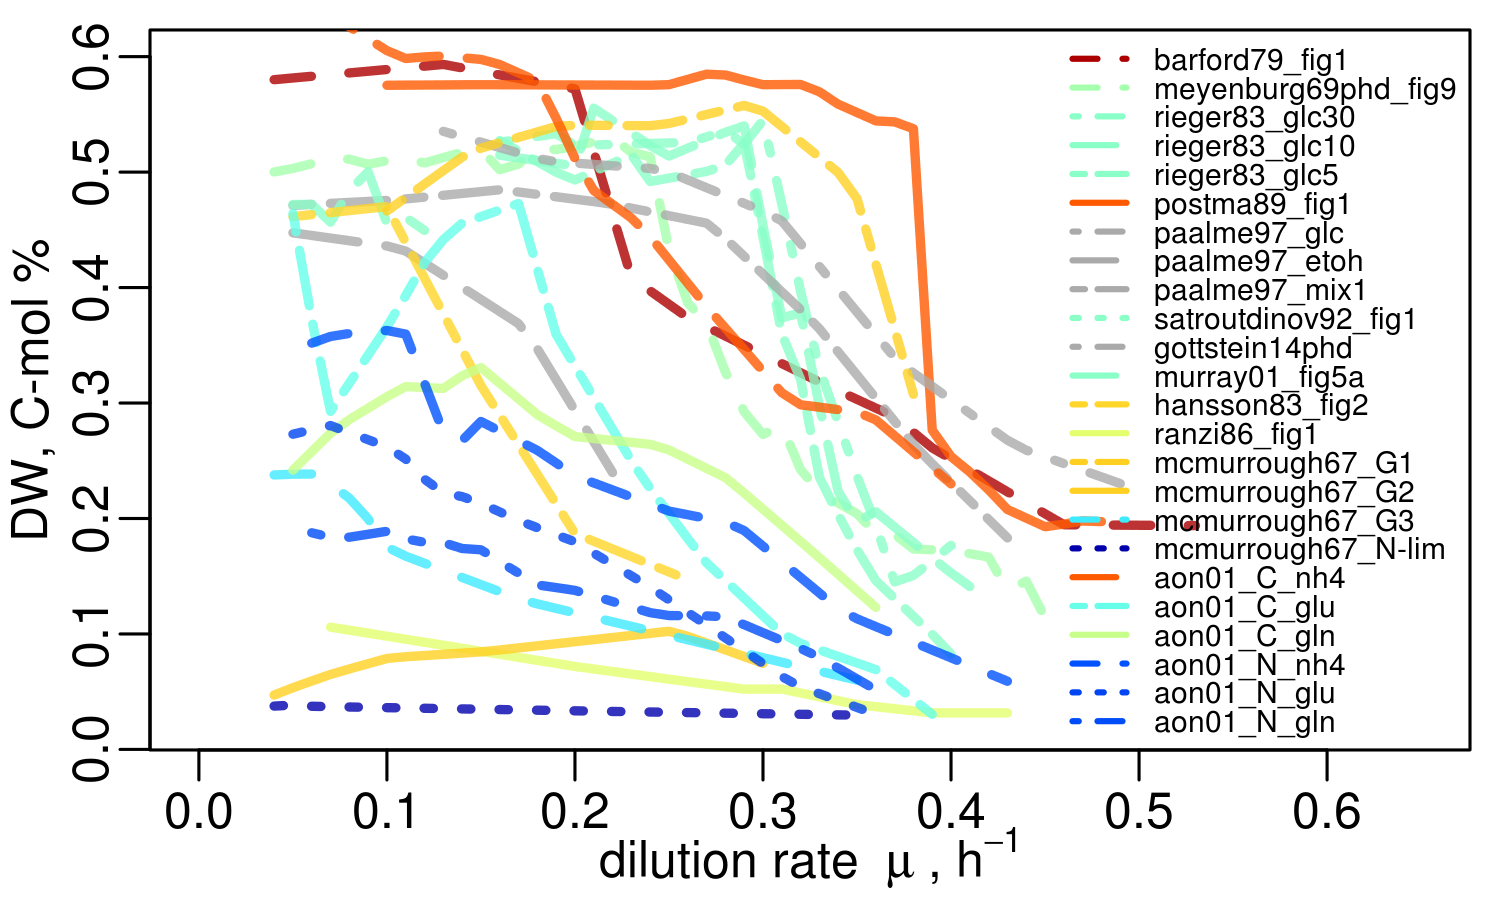 DW, C-mol %
0.6
0.5
0.4
0.3
0.2
0.1
0.0
barford79_fig1
meyenburg69phd_fig9
rieger83_glc30
rieger83_glc10
rieger83_glc5
postma89_fig1
paalme97_glc
paalme97_etoh
paalme97_mix1
satroutdinov92_fig1
gottstein14phd
murray01_fig5a
hansson83_fig2
ranzi86_fig1
mcmurrough67_G1
mcmurrough67_G2
mcmurrough67_G3
mcmurrough67_N-lim
aon01_C_nh4
aon01_C_glu
aon01_C_gln
aon01_N_nh4
aon01_N_glu
aon01_N_gln
0.0 0.1 0.2 0.3 0.4 0.5 0.6
dilution rate μ , h⁻¹